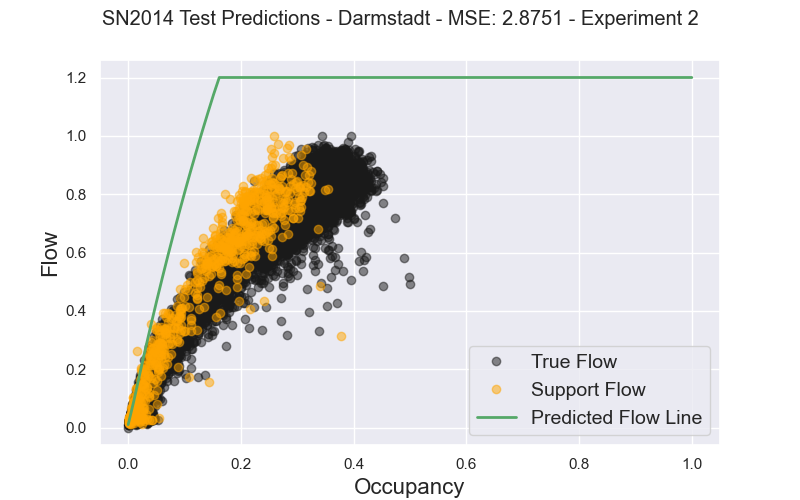 SN2014 Test Predictions - Darmstadt - MSE: 2.8751 - Experiment 2
1.2
1.0
0.8
0.6
0.4
0.2
0.0
Flow
True Flow
Support Flow
Predicted Flow Line
0.0 0.2 0.4 0.6 0.8 1.0
Occupancy